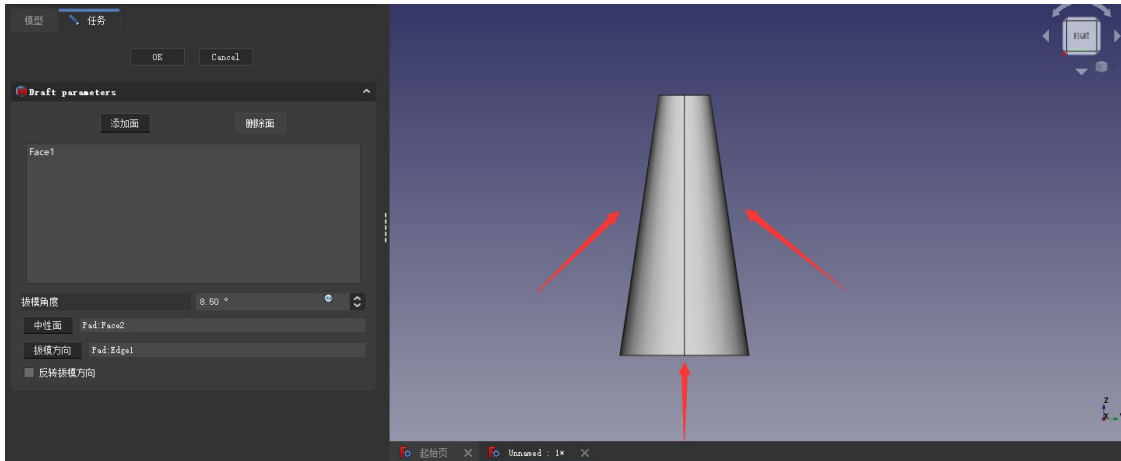 模型 任务
OK Cancel
Draft parameters
添加面 删除面
Face1
拔模角度 8.50 °
中性面 Pad:Face2
拔模方向 Pad:Edge1
反转拔模方向
RIGHT
Z
X Y
起始页 Unnamed : 1*